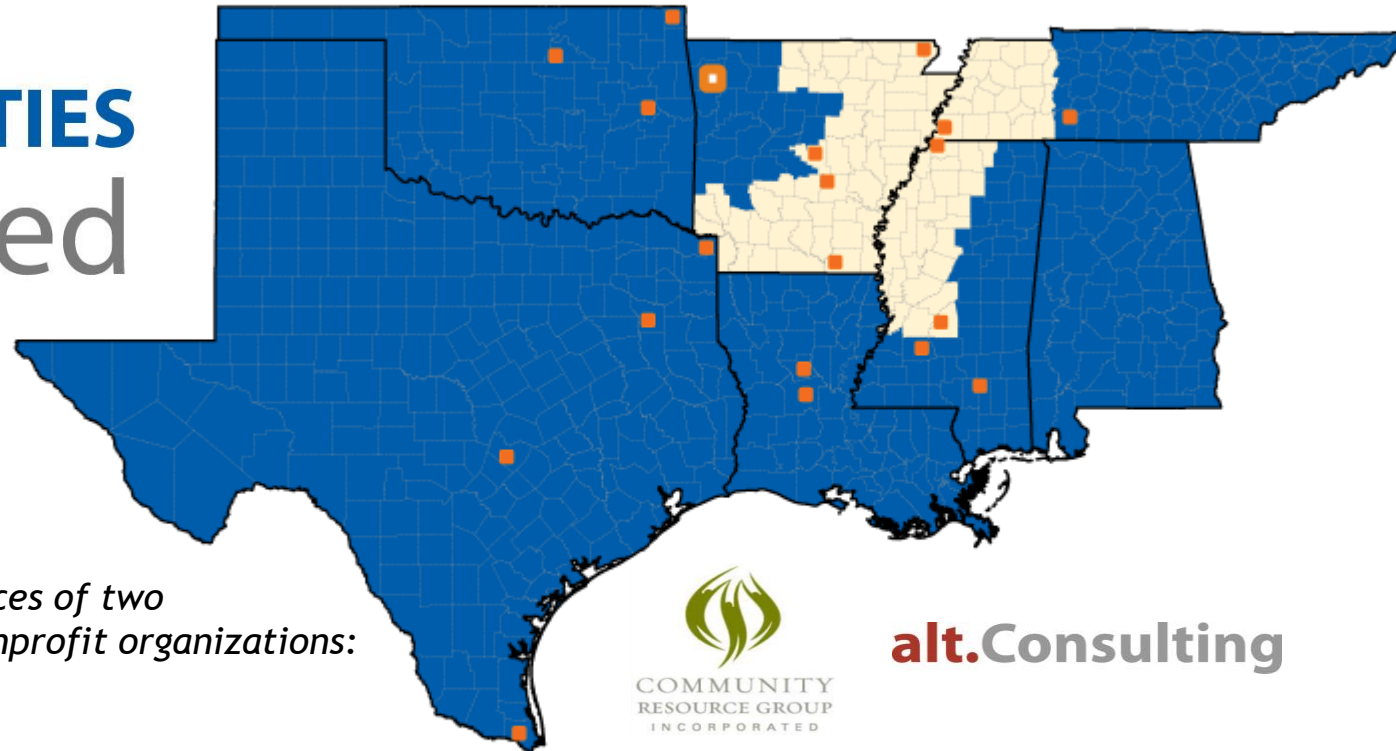 TIES
ed
ces of two
nprofit organizations:
COMMUNITY
RESOURCE GROUP
INCORPORATED
alt.Consulting